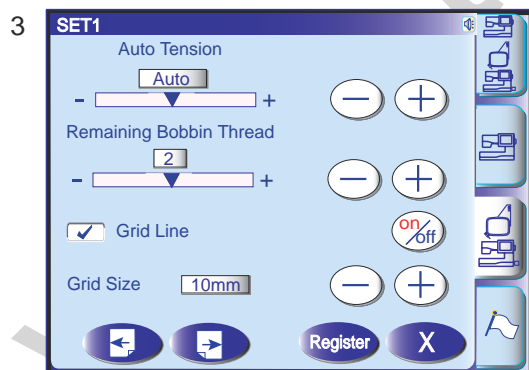 3
SET1
Auto Tension
Auto
- +
Remaining Bobbin Thread
2
- +
Grid Line
on/off
Grid Size 10mm
Register X